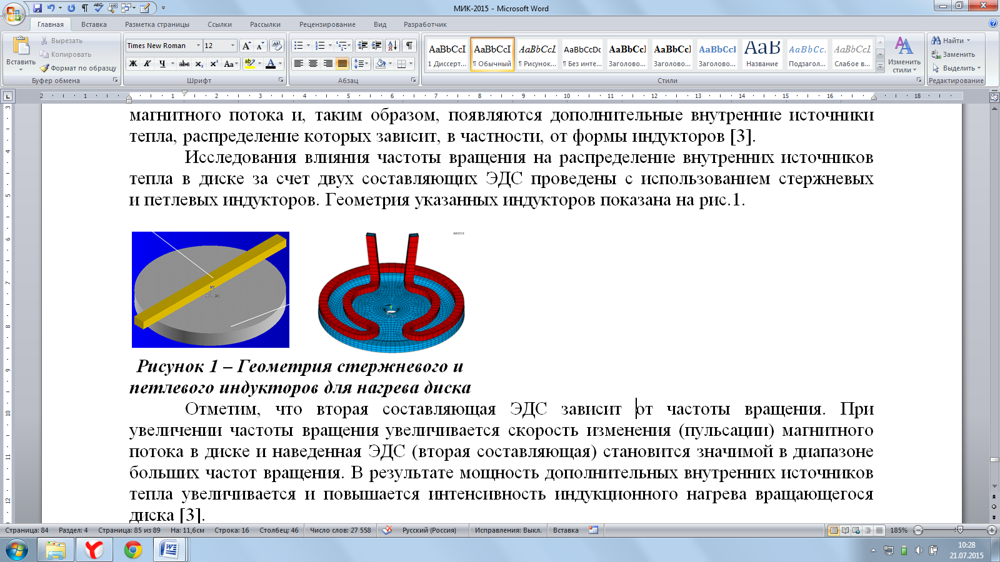 МИК-2015 - Microsoft Word
Главная Вставка Разметка страницы Ссылки Рассылки Рецензирование Вид Разработчик
Вставить
Вырезать
Копировать
Формат по образцу
Буфер обмена
Times New Roman 12
Шрифт
Абзац
AaBbCcI AaBbCcI AaBbCcL AaBbCcDc AaBbCcI AaBbCcI AaBbCcI AaB AaBbCc. AaBbCcL
1 Диссерт... ¶ Обычный ¶ Рисунок... ¶ Без инте... Заголово... Заголово... Заголово... Название Подзагол... Слабое в...
Изменить стили
Стили
Найти
Заменить
Выделить
Редактирование
магнитного потока и, таким образом, появляются дополнительные внутренние источники
тепла, распределение которых зависит, в частности, от формы индукторов [3].
Исследования влияния частоты вращения на распределение внутренних источников
тепла в диске за счет двух составляющих ЭДС проведены с использованием стержневых
и петлевых индукторов. Геометрия указанных индукторов показана на рис.1.
Рисунок 1 – Геометрия стержневого и
петлевого индукторов для нагрева диска
Отметим, что вторая составляющая ЭДС зависит от частоты вращения. При
увеличении частоты вращения увеличивается скорость изменения (пульсации) магнитного
потока в диске и наведенная ЭДС (вторая составляющая) становится значимой в диапазоне
больших частот вращения. В результате мощность дополнительных внутренних источников
тепла увеличивается и повышается интенсивность индукционного нагрева вращающегося
диска [3].
Страница: 84 Раздел: 4 Страница: 85 из 89 На: 11,6см Строка: 16 Столбец: 46 Число слов: 27 558 Русский (Россия) Исправления: Выкл. Вставка 185%
10:28
21.07.2015